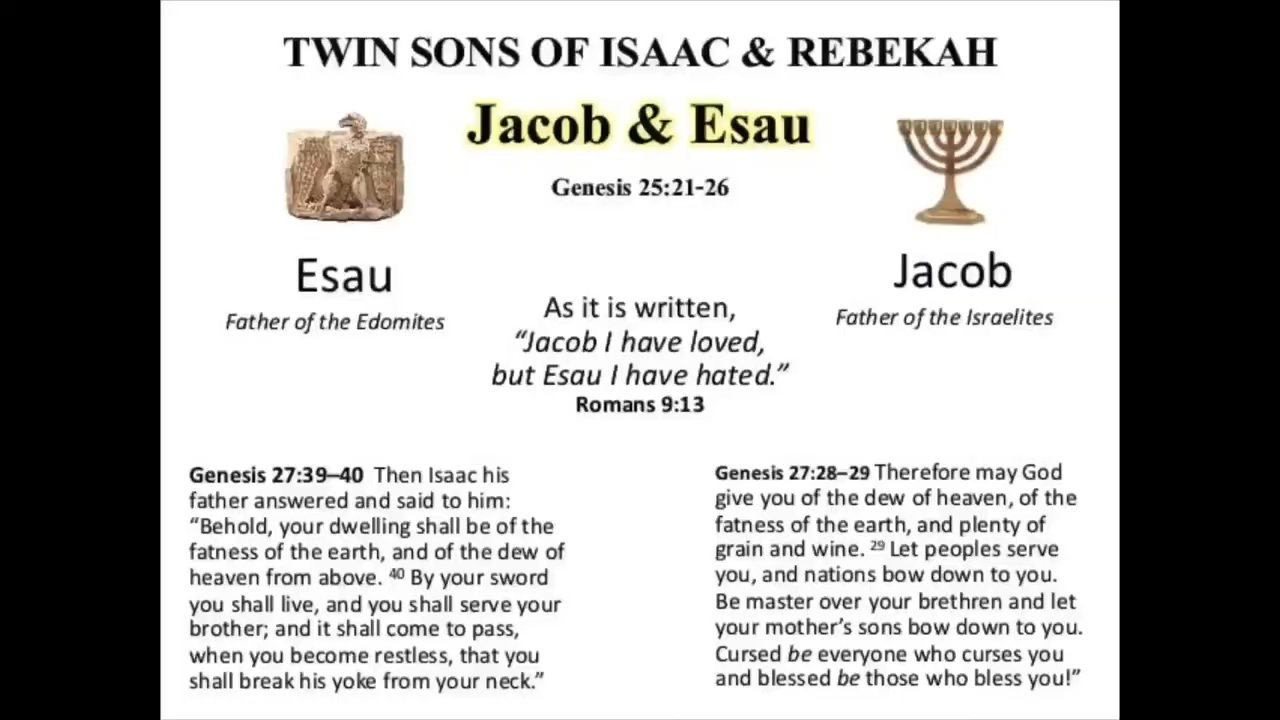 TWIN SONS OF ISAAC & REBEKAH
Jacob & Esau
Genesis 25:21-26
Esau
Father of the Edomites
Jacob
Father of the Israelites
As it is written,
“Jacob I have loved,
but Esau I have hated.”
Romans 9:13
Genesis 27:39–40 Then Isaac his
father answered and said to him:
“Behold, your dwelling shall be of the
fatness of the earth, and of the dew of
heaven from above. ⁴⁰ By your sword
you shall live, and you shall serve your
brother; and it shall come to pass,
when you become restless, that you
shall break his yoke from your neck.”
Genesis 27:28–29 Therefore may God
give you of the dew of heaven, of the
fatness of the earth, and plenty of
grain and wine. ²⁹ Let peoples serve
you, and nations bow down to you.
Be master over your brethren and let
your mother’s sons bow down to you.
Cursed be everyone who curses you
and blessed be those who bless you!”